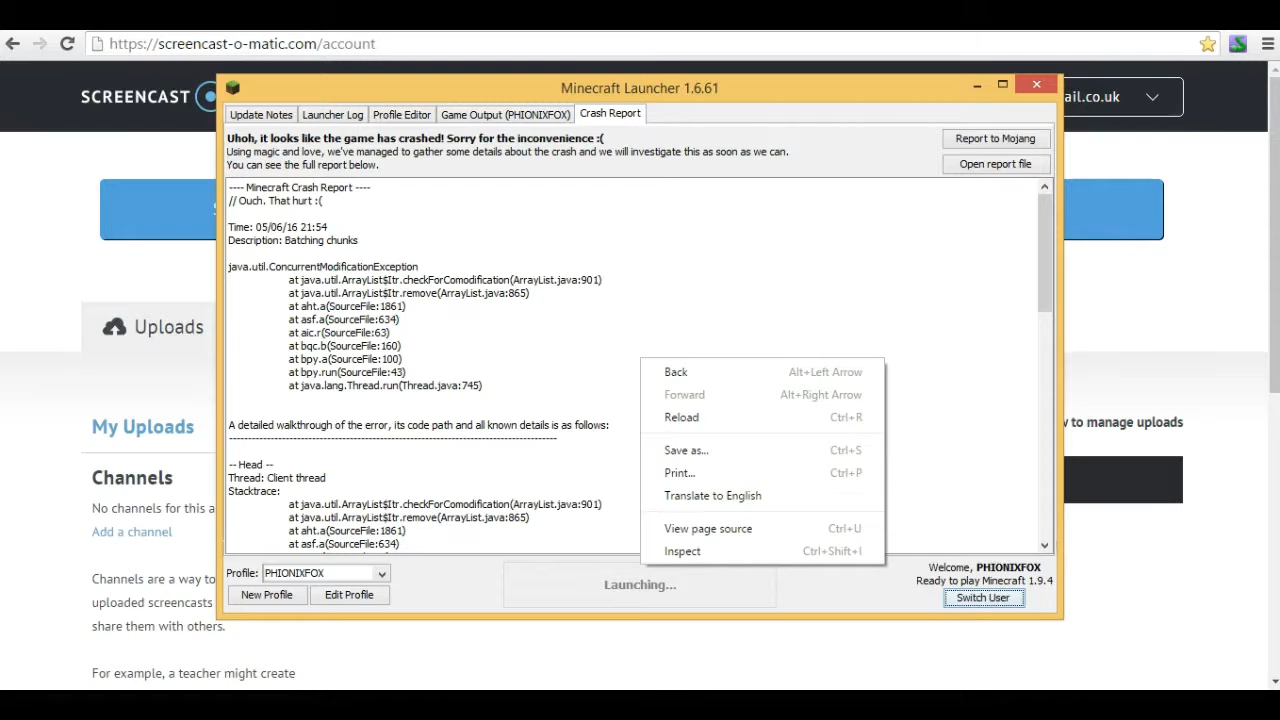 https://screencast-o-matic.com/account
SCREENCAST
ail.co.uk
Minecraft Launcher 1.6.61
Update Notes
Launcher Log
Profile Editor
Game Output (PHIONIXFOX)
Crash Report
Uhoh, it looks like the game has crashed! Sorry for the inconvenience :(
Using magic and love, we've managed to gather some details about the crash and we will investigate this as soon as we can.
You can see the full report below.
Report to Mojang
Open report file
---- Minecraft Crash Report ----
// Ouch. That hurt :(
Time: 05/06/16 21:54
Description: Batching chunks
java.util.ConcurrentModificationException
at java.util.ArrayList$Itr.checkForComodification(ArrayList.java:901)
at java.util.ArrayList$Itr.remove(ArrayList.java:865)
at aht.a(SourceFile:1861)
at asf.a(SourceFile:634)
at aic.r(SourceFile:63)
at bqc.b(SourceFile:160)
at bpy.a(SourceFile:100)
at bpy.run(SourceFile:43)
at java.lang.Thread.run(Thread.java:745)
A detailed walkthrough of the error, its code path and all known details is as follows:
---------------------------------------------------------------------------------------
-- Head --
Thread: Client thread
Stacktrace:
at java.util.ArrayList$Itr.checkForComodification(ArrayList.java:901)
at java.util.ArrayList$Itr.remove(ArrayList.java:865)
at aht.a(SourceFile:1861)
at asf.a(SourceFile:634)
Back Alt+Left Arrow
Forward Alt+Right Arrow
Reload Ctrl+R
Save as... Ctrl+S
Print... Ctrl+P
Translate to English
View page source Ctrl+U
Inspect Ctrl+Shift+I
Profile: PHIONIXFOX
New Profile
Edit Profile
Launching...
Welcome, PHIONIXFOX
Ready to play Minecraft 1.9.4
Switch User
Uploads
My Uploads
Channels
No channels for this a
Add a channel
Channels are a way to
uploaded screencasts
share them with others.
For example, a teacher might create
w to manage uploads